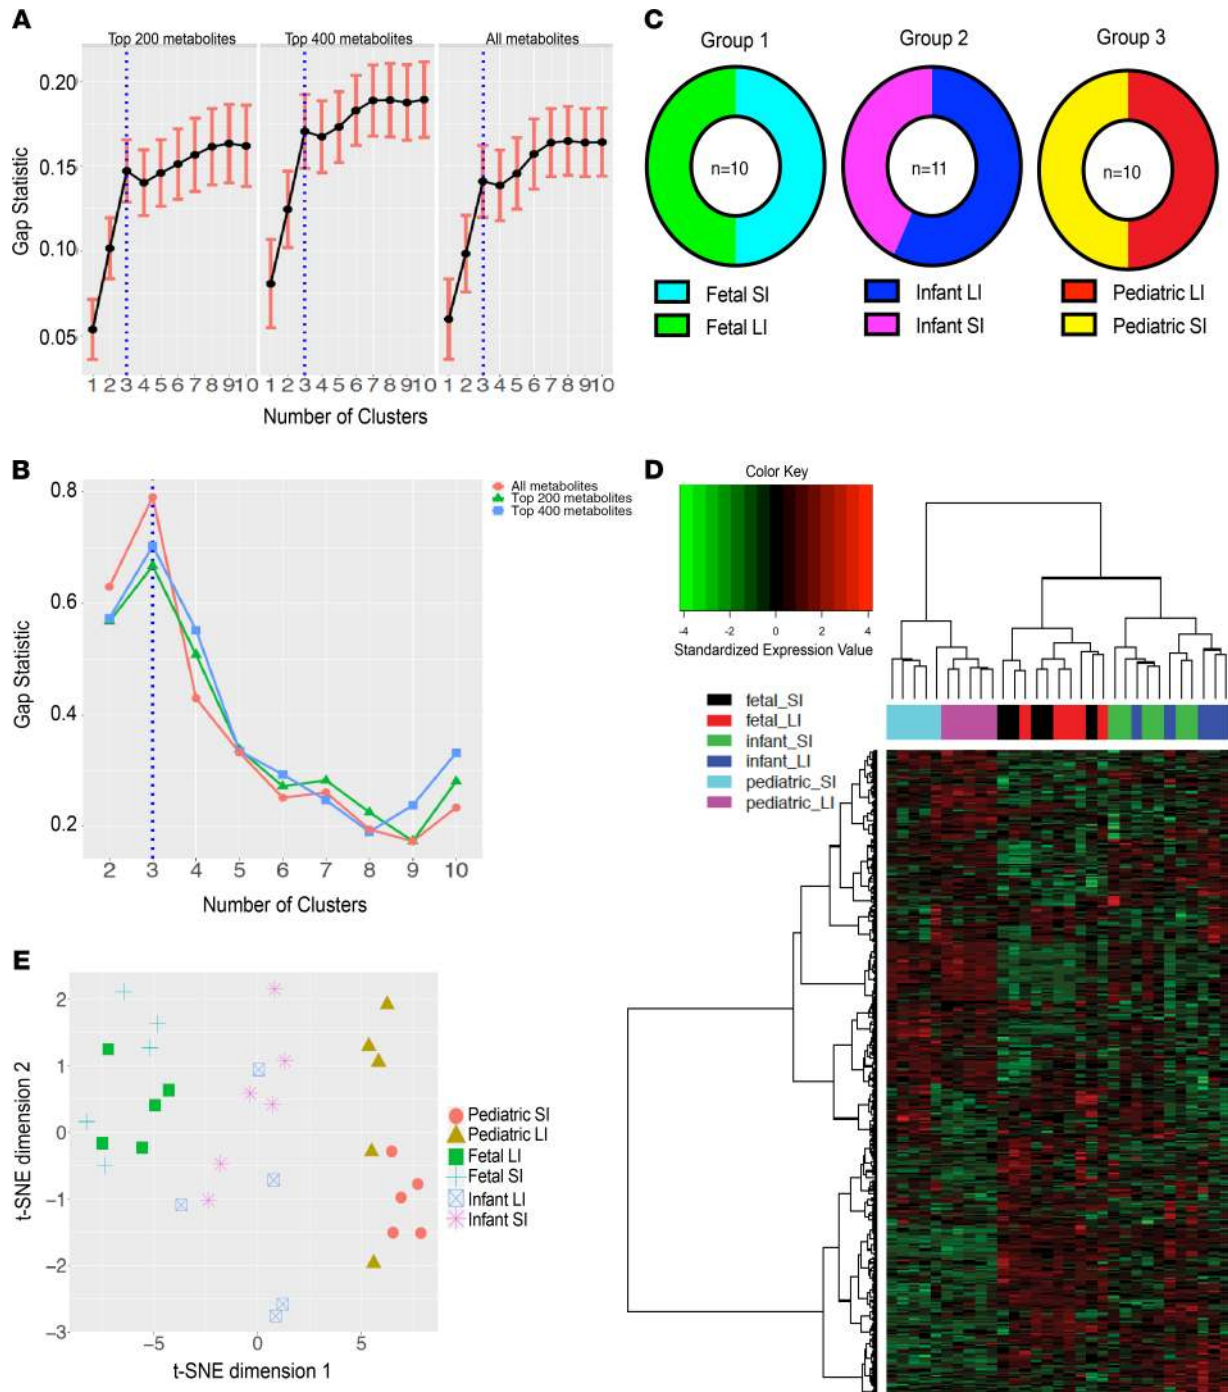 A
Top 200 metabolites
Top 400 metabolites
All metabolites
0.20
0.15
0.10
0.05
Gap Statistic
1 2 3 4 5 6 7 8 9 10
1 2 3 4 5 6 7 8 9 10
1 2 3 4 5 6 7 8 9 10
Number of Clusters
C
Group 1
Group 2
Group 3
n=10
n=11
n=10
Fetal SI
Fetal LI
Infant LI
Infant SI
Pediatric LI
Pediatric SI
B
0.8
0.6
0.4
0.2
Gap Statistic
2 3 4 5 6 7 8 9 10
Number of Clusters
All metabolites
Top 200 metabolites
Top 400 metabolites
D
Color Key
-4 -2 0 2 4
Standardized Expression Value
fetal_SI
fetal_LI
infant_SI
infant_LI
pediatric_SI
pediatric_LI
E
2
1
0
−1
−2
−3
t-SNE dimension 2
−5 0 5
t-SNE dimension 1
Pediatric SI
Pediatric LI
Fetal LI
Fetal SI
Infant LI
Infant SI